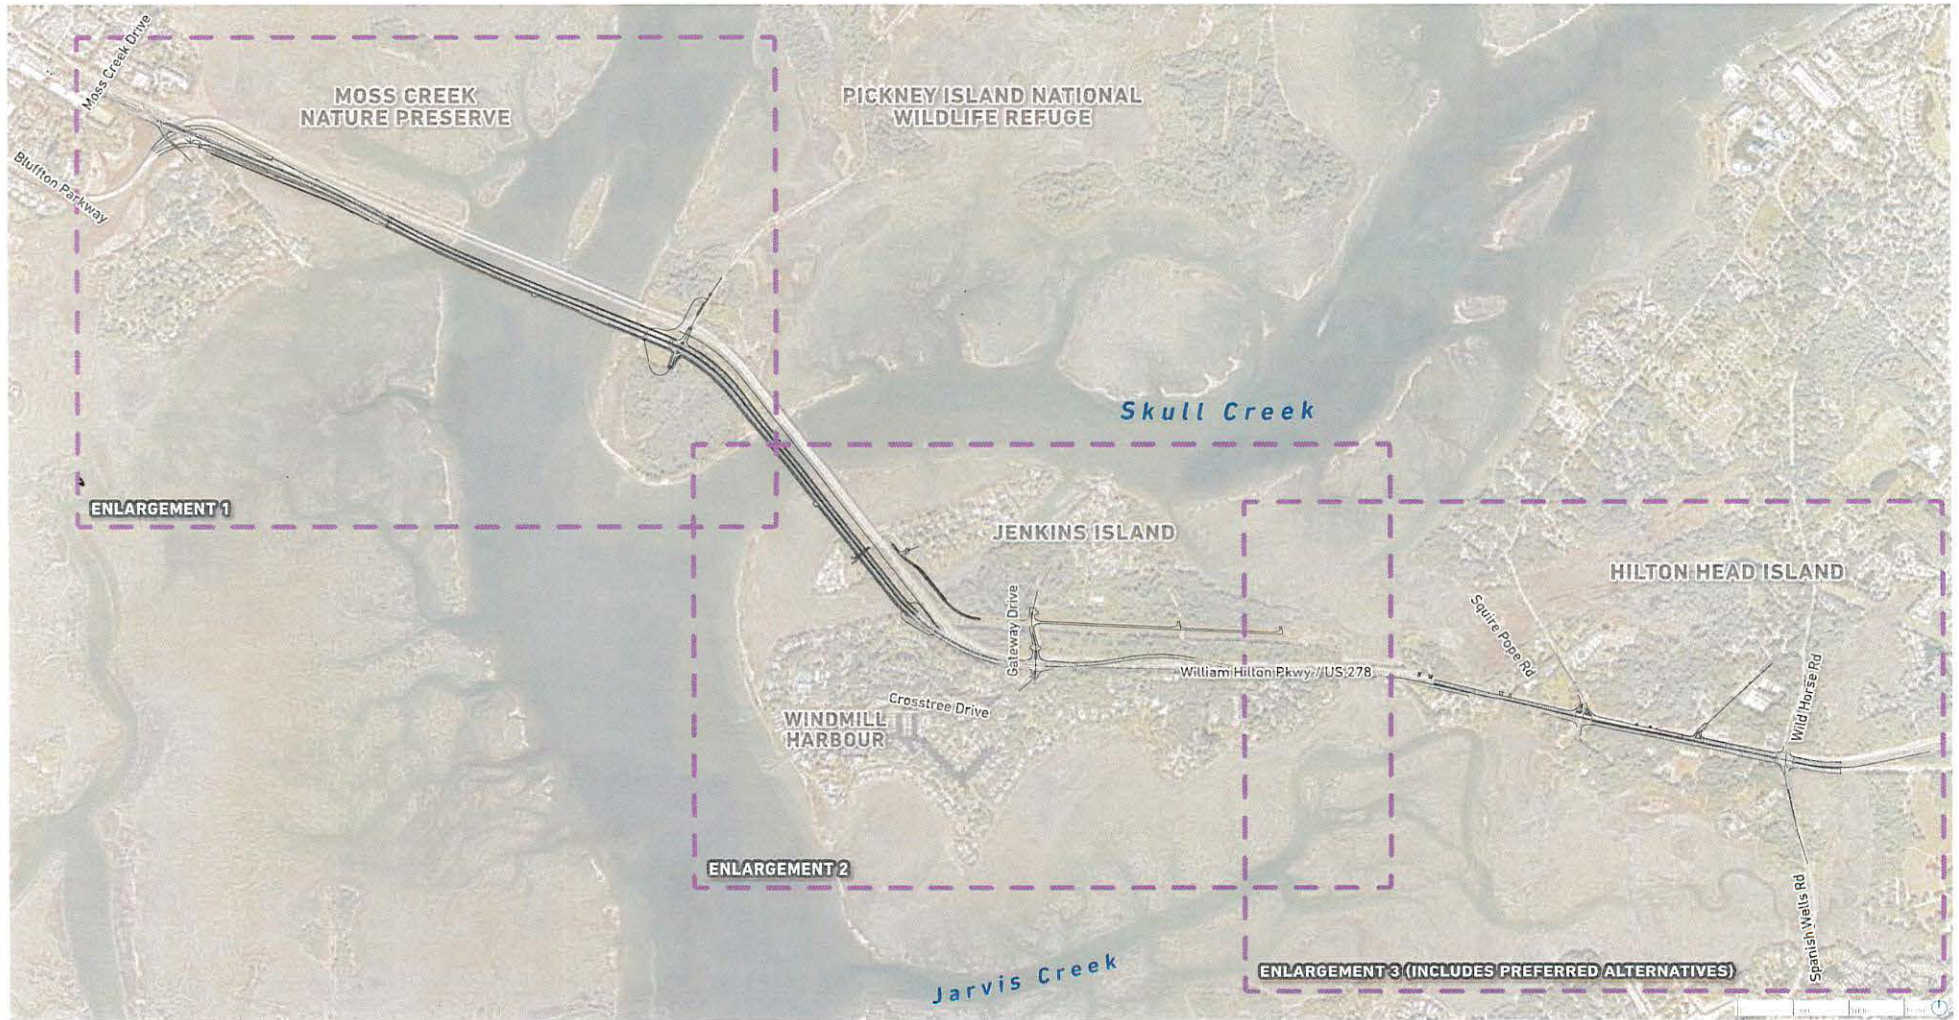 Moss Creek Drive
MOSS CREEK
NATURE PRESERVE
PICKNEY ISLAND NATIONAL
WILDLIFE REFUGE
Bluffton Parkway
Skull Creek
ENLARGEMENT 1
JENKINS ISLAND
HILTON HEAD ISLAND
Gateway Drive
Squire Pope Rd
William Hilton Pkwy / US 278
Wild Horse Rd
Crosstree Drive
WINDMILL
HARBOUR
ENLARGEMENT 2
Spanish Wells Rd
ENLARGEMENT 3 (INCLUDES PREFERRED ALTERNATIVES)
Jarvis Creek